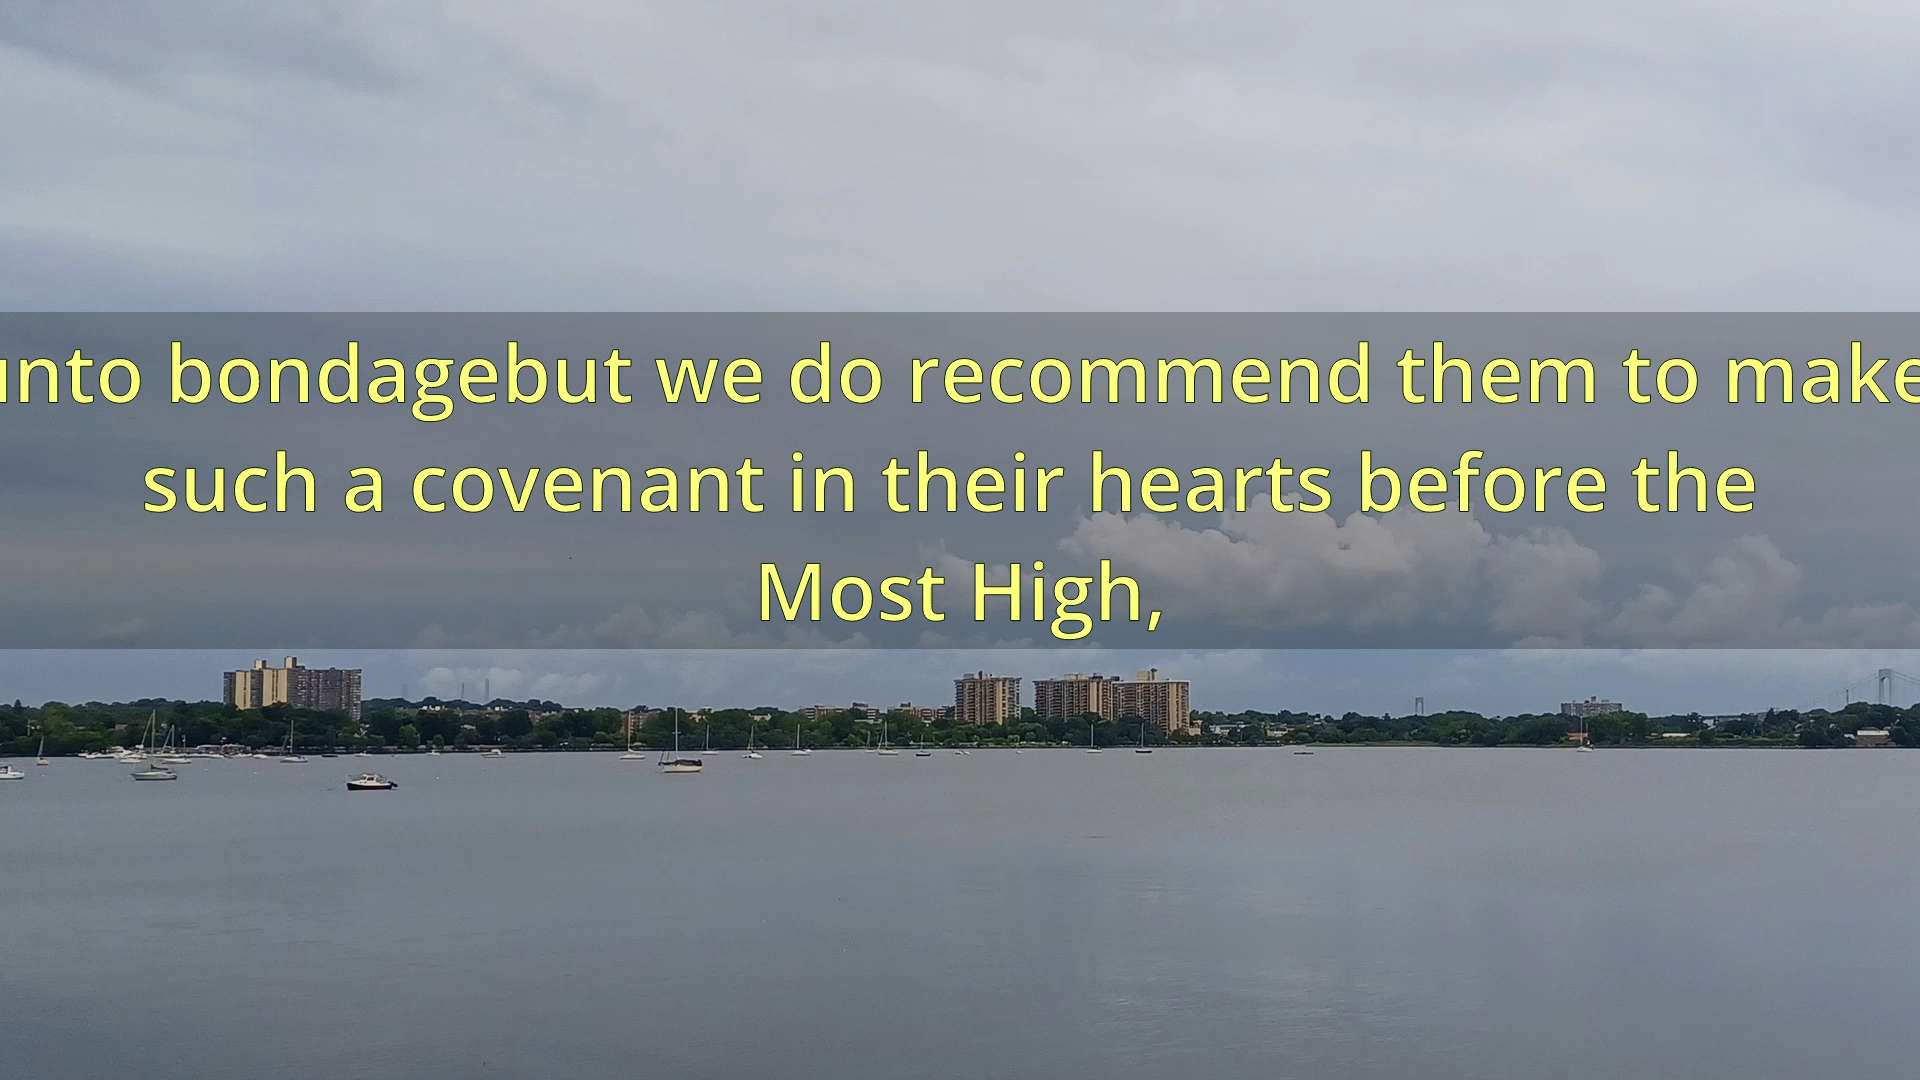 unto bondagebut we do recommend them to make
such a covenant in their hearts before the
Most High,